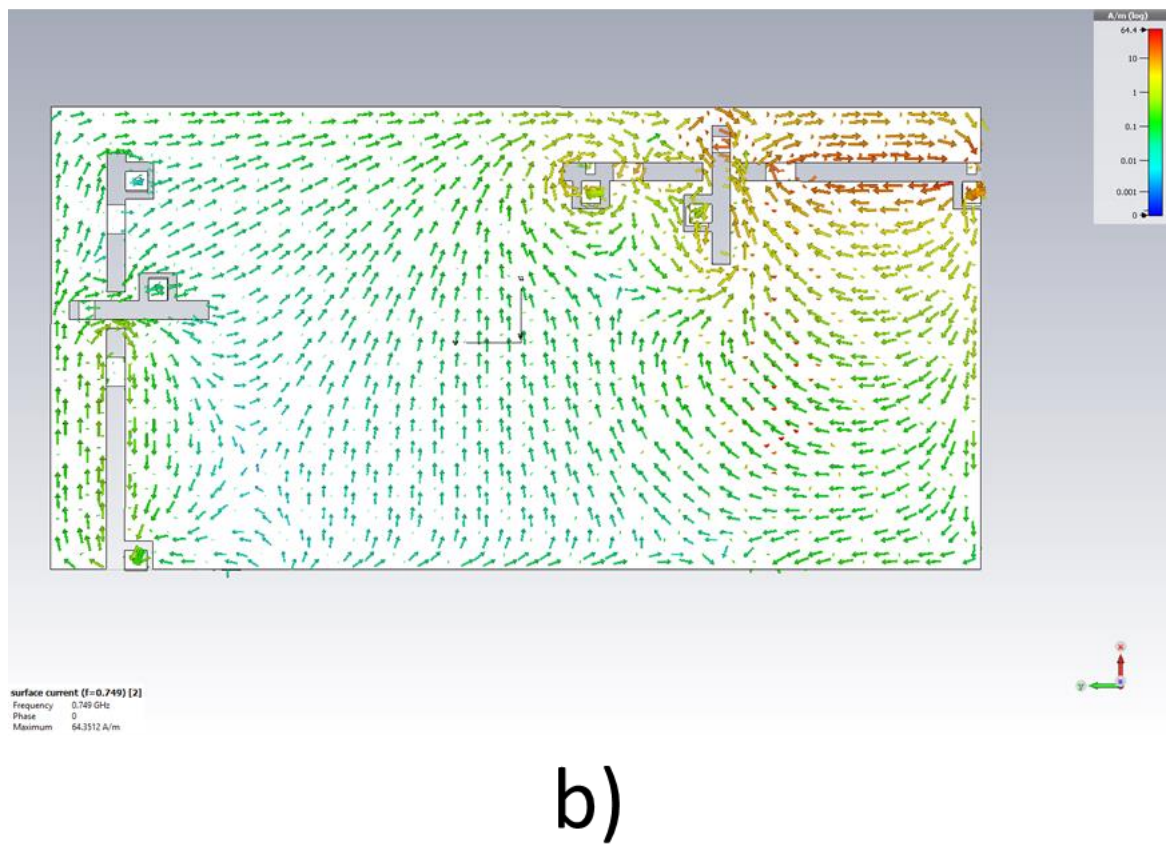 A/m (log)
64.4
10
1
0.1
0.01
0.001
0
x
y
surface current (f=0.749) [2]
Frequency 0.749 GHz
Phase 0
Maximum 64.3512 A/m
b)